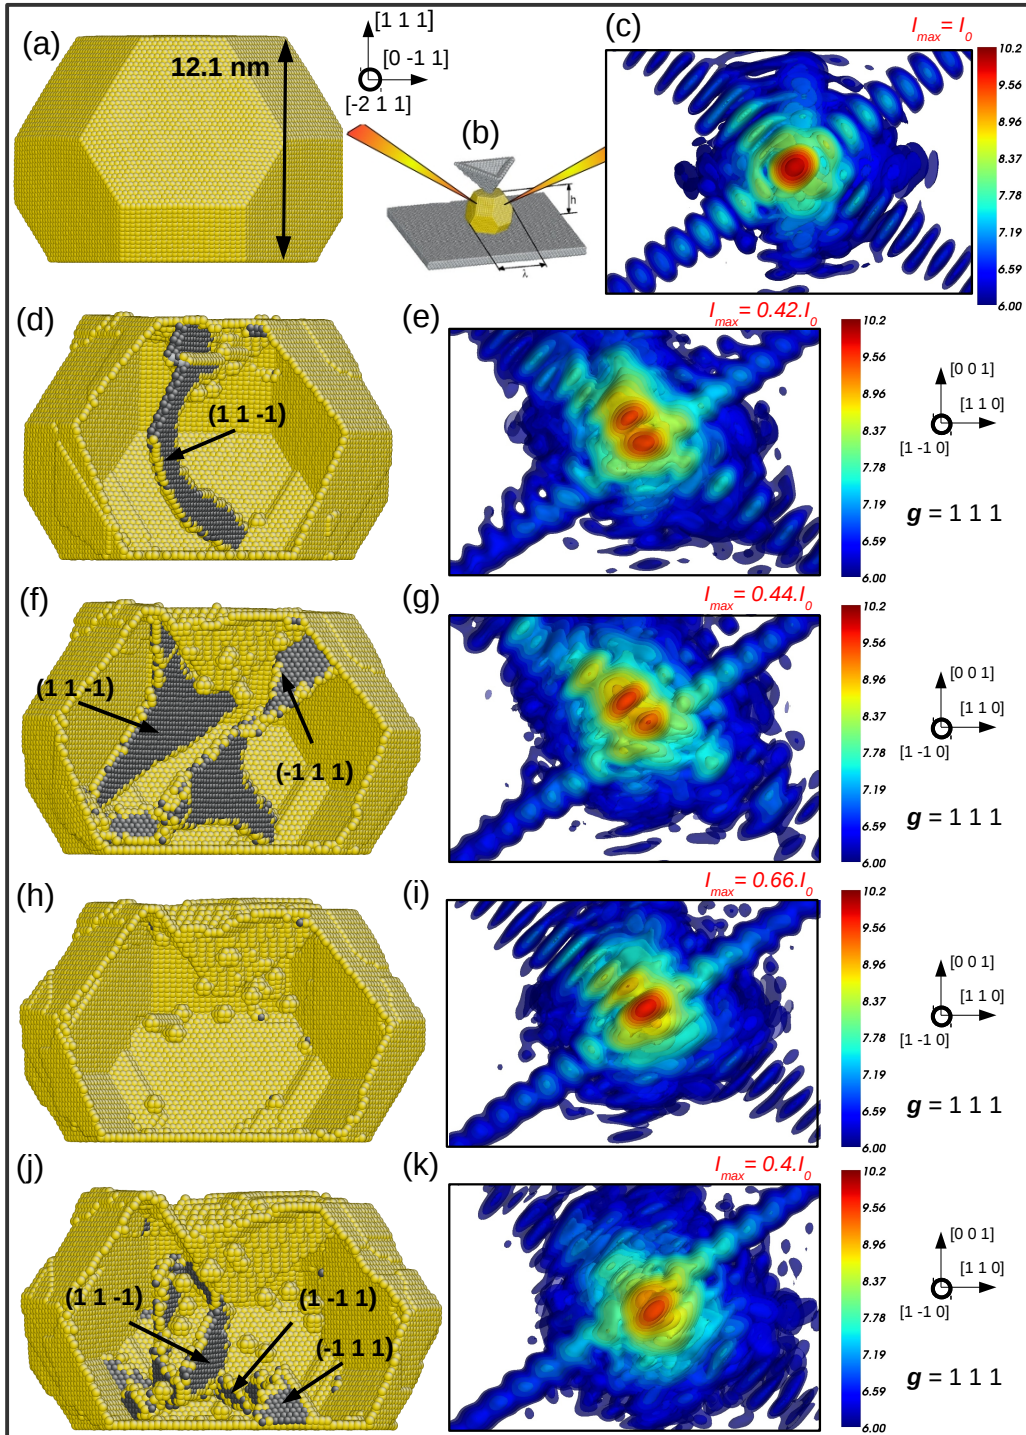 (a)
12.1 nm
[1 1 1]
[0 -1 1]
[-2 1 1]
(b)
h
λ
(c)
I_max = I_0
10.2
9.56
8.96
8.37
7.78
7.19
6.59
6.00
(d)
(1 1 -1)
(e)
I_max = 0.42.I_0
10.2
9.56
8.96
8.37
7.78
7.19
6.59
6.00
[0 0 1]
[1 1 0]
[1 -1 0]
g = 1 1 1
(f)
(1 1 -1)
(-1 1 1)
(g)
I_max = 0.44.I_0
10.2
9.56
8.96
8.37
7.78
7.19
6.59
6.00
[0 0 1]
[1 1 0]
[1 -1 0]
g = 1 1 1
(h)
(i)
I_max = 0.66.I_0
10.2
9.56
8.96
8.37
7.78
7.19
6.59
6.00
[0 0 1]
[1 1 0]
[1 -1 0]
g = 1 1 1
(j)
(1 1 -1)
(1 -1 1)
(-1 1 1)
(k)
I_max = 0.4.I_0
10.2
9.56
8.96
8.37
7.78
7.19
6.59
6.00
[0 0 1]
[1 1 0]
[1 -1 0]
g = 1 1 1